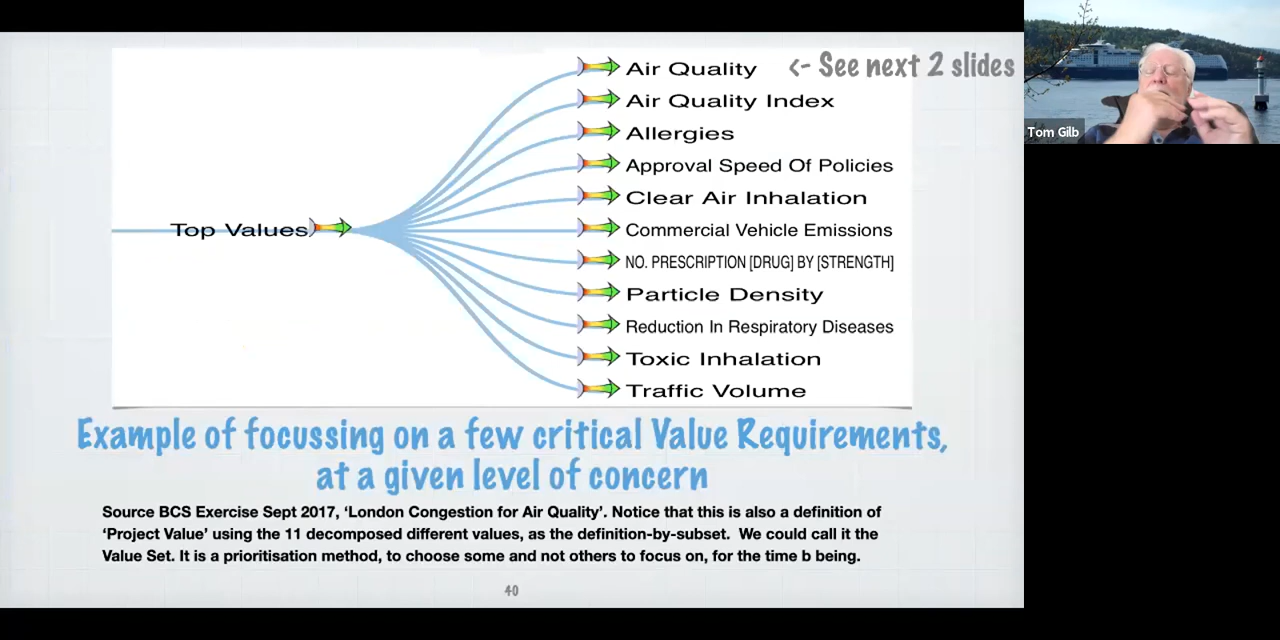 Air Quality <- See next 2 slides
Air Quality Index
Allergies
Approval Speed Of Policies
Clear Air Inhalation
Top Values
Commercial Vehicle Emissions
NO. PRESCRIPTION [DRUG] BY [STRENGTH]
Particle Density
Reduction In Respiratory Diseases
Toxic Inhalation
Traffic Volume
Example of focussing on a few critical Value Requirements,
at a given level of concern
Source BCS Exercise Sept 2017, ‘London Congestion for Air Quality’. Notice that this is also a definition of
‘Project Value’ using the 11 decomposed different values, as the definition-by-subset. We could call it the
Value Set. It is a prioritisation method, to choose some and not others to focus on, for the time b being.
40
Tom Gilb